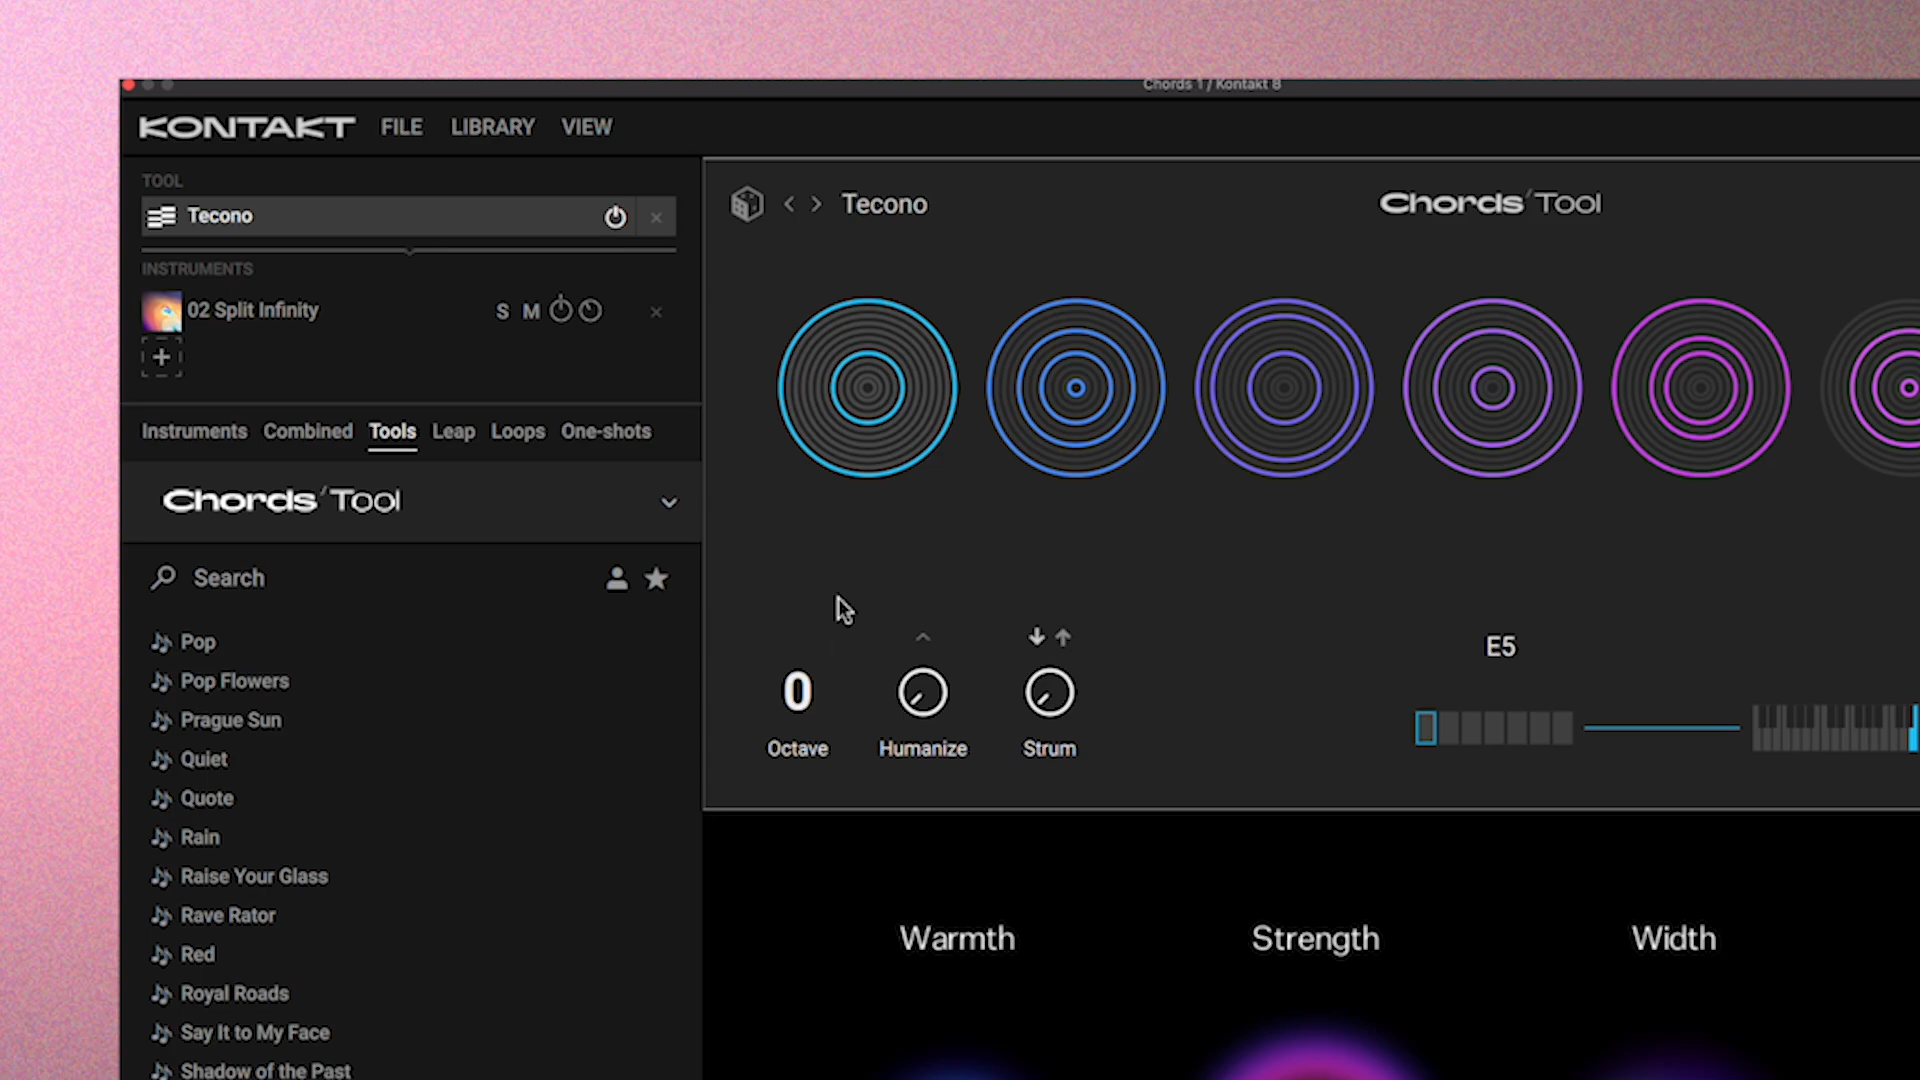 Chords 1 / Kontakt 8
KONTAKT FILE LIBRARY VIEW
TOOL
Tecono
INSTRUMENTS
02 Split Infinity S M
Instruments Combined Tools Leap Loops One-shots
Chords Tool
Search
Pop
Pop Flowers
Prague Sun
Quiet
Quote
Rain
Raise Your Glass
Rave Rator
Red
Royal Roads
Say It to My Face
Shadow of the Past
Tecono
Chords Tool
E5
0
Octave Humanize Strum
Warmth Strength Width